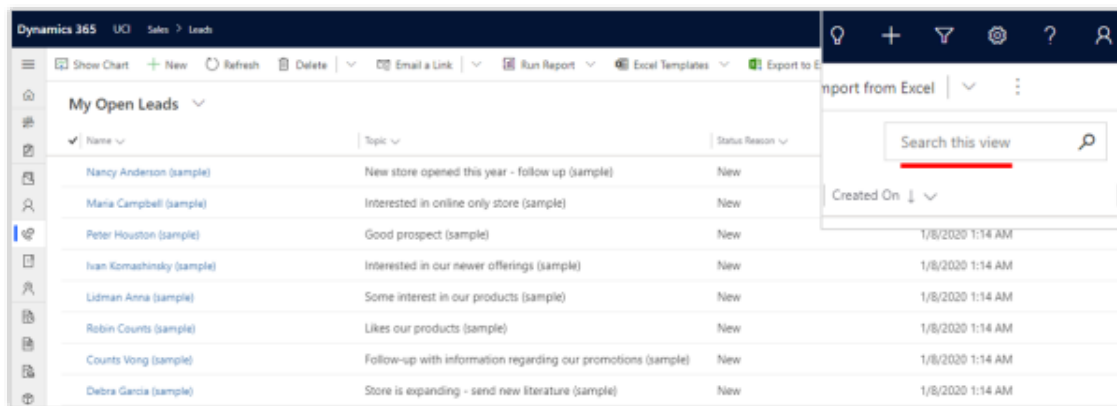 Dynamics 365 UCI Sales > Leads
Show Chart New Refresh Delete Email a Link Run Report Excel Templates Export to E
mport from Excel
My Open Leads
Search this view
Name Topic Status Reason Created On
Nancy Anderson (sample) New store opened this year - follow up (sample) New
Maria Campbell (sample) Interested in online only store (sample) New
Peter Houston (sample) Good prospect (sample) New 1/8/2020 1:14 AM
Ivan Komashinsky (sample) Interested in our newer offerings (sample) New 1/8/2020 1:14 AM
Lidman Anna (sample) Some interest in our products (sample) New 1/8/2020 1:14 AM
Robin Counts (sample) Likes our products (sample) New 1/8/2020 1:14 AM
Counts Vong (sample) Follow-up with information regarding our promotions (sample) New 1/8/2020 1:14 AM
Debra Garcia (sample) Store is expanding - send new literature (sample) New 1/8/2020 1:14 AM